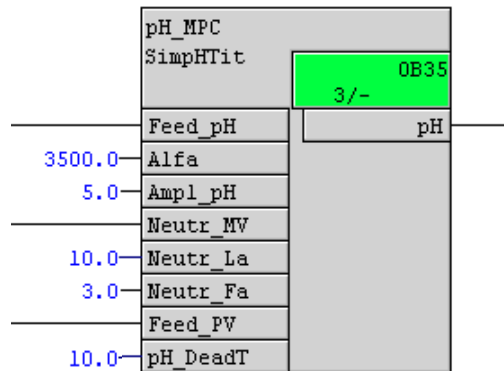 pH_MPC
SimpHTit
OB35
3/-
Feed_pH pH
3500.0 Alfa
5.0 Ampl_pH
Neutr_MV
10.0 Neutr_La
3.0 Neutr_Fa
Feed_PV
10.0 pH_DeadT